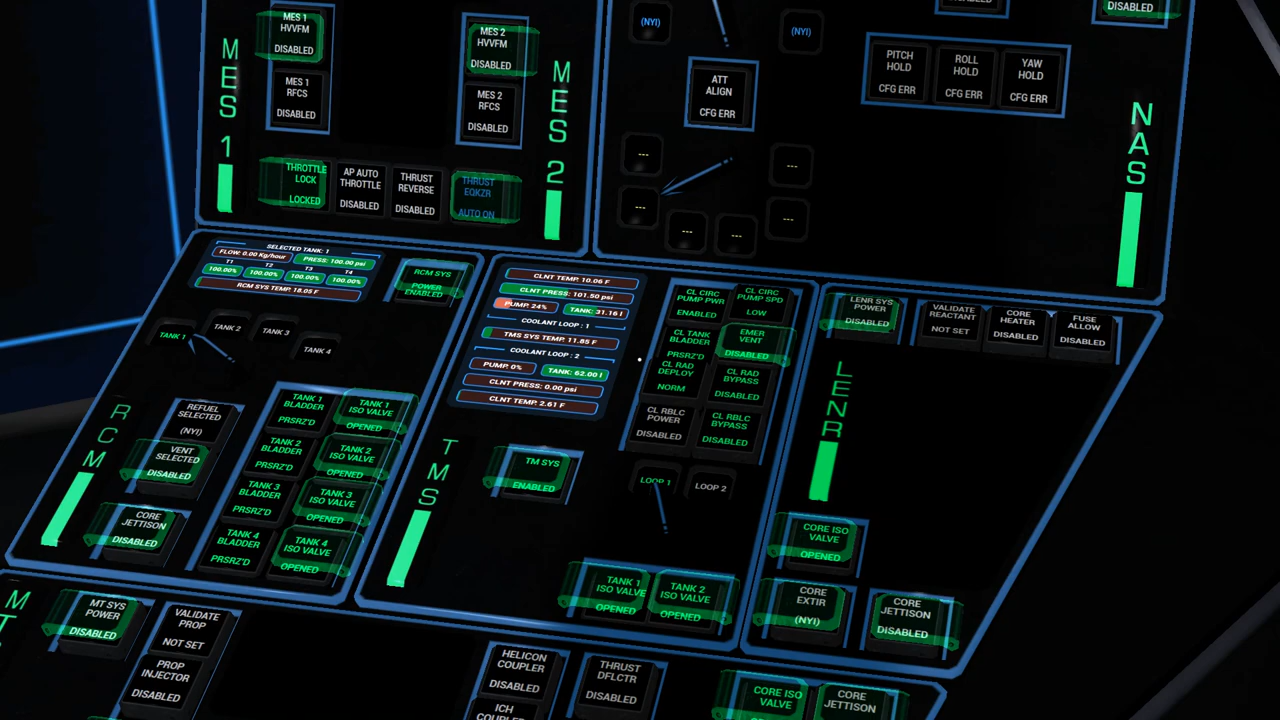 MES 1
HVVFM
DISABLED
MES 1
RFCS
DISABLED
MES 1
MES 2
HVVFM
DISABLED
MES 2
RFCS
DISABLED
MES 2
THROTTLE
LOCK
LOCKED
AP AUTO
THROTTLE
DISABLED
THRUST
REVERSE
DISABLED
THRUST
EQKZR
AUTO ON
(NYI)
(NYI)
DISABLED
ATT
ALIGN
CFG ERR
PITCH
HOLD
CFG ERR
ROLL
HOLD
CFG ERR
YAW
HOLD
CFG ERR
---
---
---
---
---
---
NAS
SELECTED TANK: 1
FLOW: 0.00 Kg/hour
PRESS: 100.00 psi
T1 T2 T3 T4
100.00% 100.00% 100.00% 100.00%
RCM SYS TEMP: 18.05 F
RCM SYS
POWER
ENABLED
TANK 1
TANK 2
TANK 3
TANK 4
RCM
REFUEL
SELECTED
(NYI)
VENT
SELECTED
DISABLED
CORE
JETTISON
DISABLED
TANK 1
BLADDER
PRSRZ'D
TANK 1
ISO VALVE
OPENED
TANK 2
BLADDER
PRSRZ'D
TANK 2
ISO VALVE
OPENED
TANK 3
BLADDER
PRSRZ'D
TANK 3
ISO VALVE
OPENED
TANK 4
BLADDER
PRSRZ'D
TANK 4
ISO VALVE
OPENED
CLNT TEMP: 10.06 F
CLNT PRESS: 101.50 psi
PUMP: 24%
TANK: 31.16 l
COOLANT LOOP : 1
TMS SYS TEMP: 11.85 F
COOLANT LOOP : 2
PUMP: 0%
TANK: 62.00 l
CLNT PRESS: 0.00 psi
CLNT TEMP: 2.61 F
CL CIRC
PUMP PWR
ENABLED
CL CIRC
PUMP SPD
LOW
CL TANK
BLADDER
PRSRZ'D
EMER
VENT
DISABLED
CL RAD
DEPLOY
NORM
CL RAD
BYPASS
DISABLED
CL RBLC
POWER
DISABLED
CL RBLC
BYPASS
DISABLED
TMS
TM SYS
ENABLED
LOOP 1
LOOP 2
TANK 1
ISO VALVE
OPENED
TANK 2
ISO VALVE
OPENED
LENR SYS
POWER
DISABLED
VALIDATE
REACTANT
NOT SET
CORE
HEATER
DISABLED
FUSE
ALLOW
DISABLED
LENR
CORE ISO
VALVE
OPENED
CORE
EXTIR
(NYI)
CORE
JETTISON
DISABLED
MT SYS
POWER
DISABLED
VALIDATE
PROP
NOT SET
PROP
INJECTOR
DISABLED
HELICON
COUPLER
DISABLED
ICH
THRUST
DFLCTR
DISABLED
CORE ISO
VALVE
CORE
JETTISON